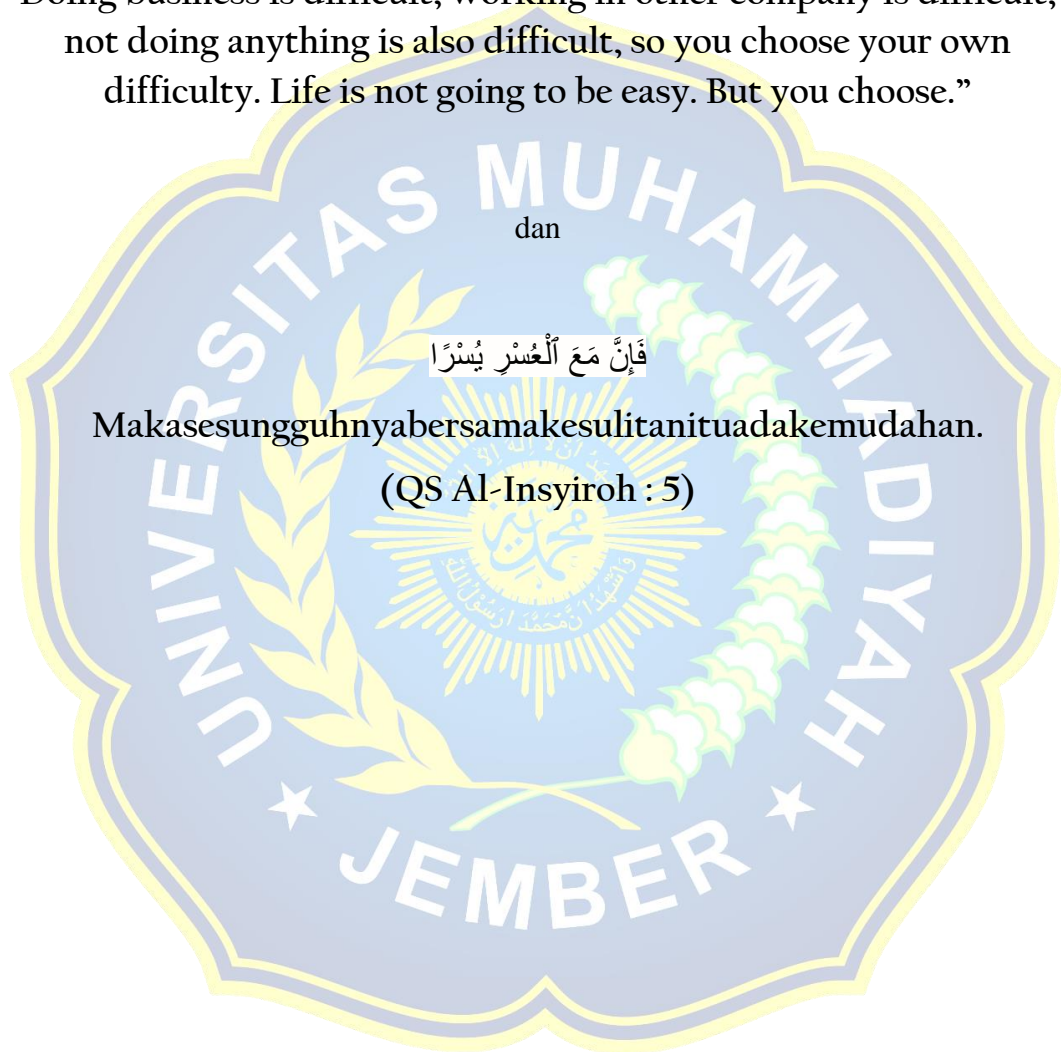 Doing business is difficult, working in other company is difficult,
not doing anything is also difficult, so you choose your own
difficulty. Life is not going to be easy. But you choose.”
dan
فَإِنَّ مَعَ ٱلْعُسْرِ يُسْرًا
Makasesungguhnyabersamakesulitanituadakemudahan.
(QS Al-Insyiroh : 5)
UNIVERSITAS MUHAMMADIYAH
JEMBER
محمدية